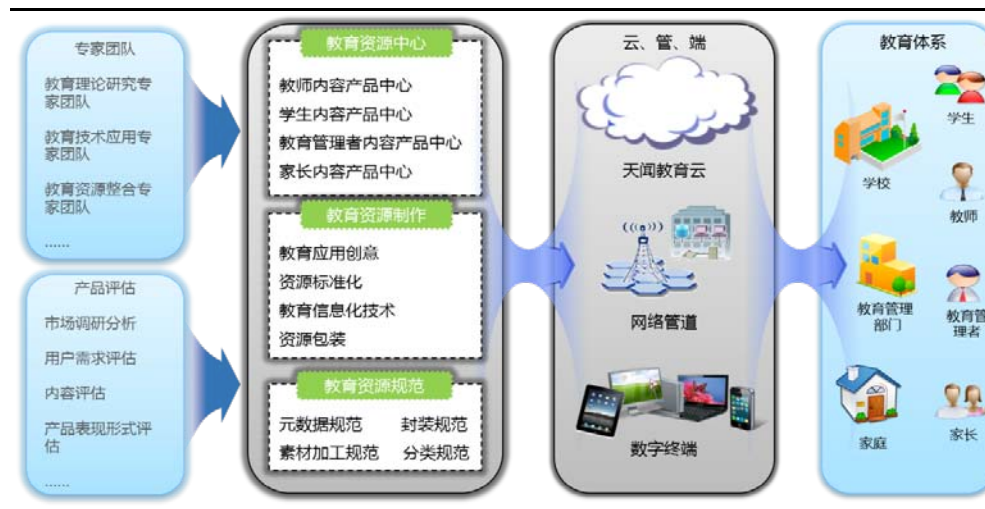 专家团队
教育理论研究专
家团队
教育技术应用专
家团队
教育资源整合专
家团队
......
产品评估
市场调研分析
用户需求评估
内容评估
产品表现形式评
估
......
教育资源中心
教师内容产品中心
学生内容产品中心
教育管理者内容产品中心
家长内容产品中心
教育资源制作
教育应用创意
资源标准化
教育信息化技术
资源包装
教育资源规范
元数据规范 封装规范
素材加工规范 分类规范
云、管、端
天闻教育云
网络管道
数字终端
教育体系
学生
学校
教师
教育管理
部门
教育管
理者
家长
家庭